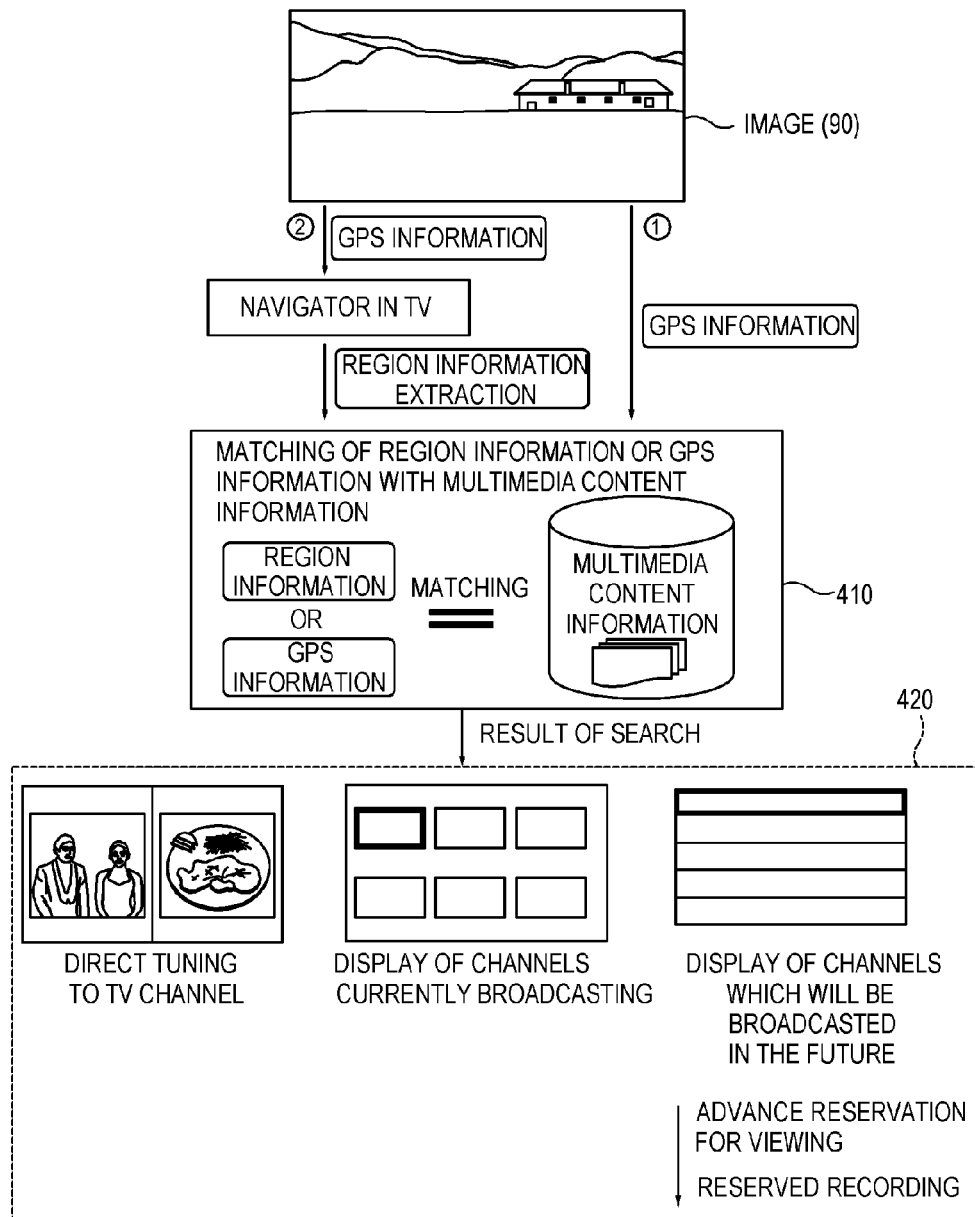 IMAGE (90)
②
GPS INFORMATION
①
NAVIGATOR IN TV
GPS INFORMATION
REGION INFORMATION
EXTRACTION
MATCHING OF REGION INFORMATION OR GPS
INFORMATION WITH MULTIMEDIA CONTENT
INFORMATION
REGION
INFORMATION
OR
GPS
INFORMATION
MATCHING
MULTIMEDIA
CONTENT
INFORMATION
410
RESULT OF SEARCH
420
DIRECT TUNING
TO TV CHANNEL
DISPLAY OF CHANNELS
CURRENTLY BROADCASTING
DISPLAY OF CHANNELS
WHICH WILL BE
BROADCASTED
IN THE FUTURE
ADVANCE RESERVATION
FOR VIEWING
RESERVED RECORDING